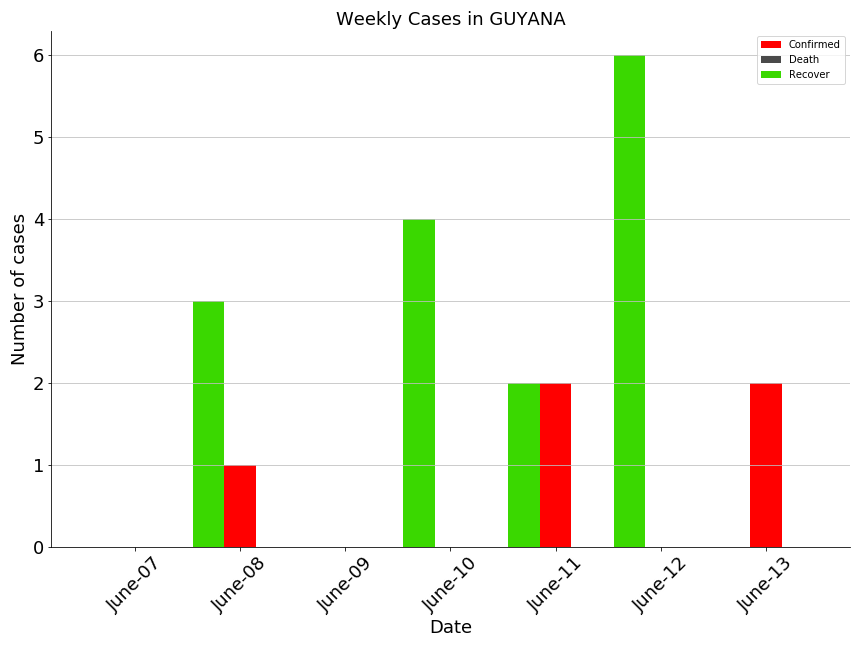 Weekly Cases in GUYANA
Confirmed
Death
Recover
Number of cases
6
5
4
3
2
1
0
June-07
June-08
June-09
June-10
June-11
June-12
June-13
Date